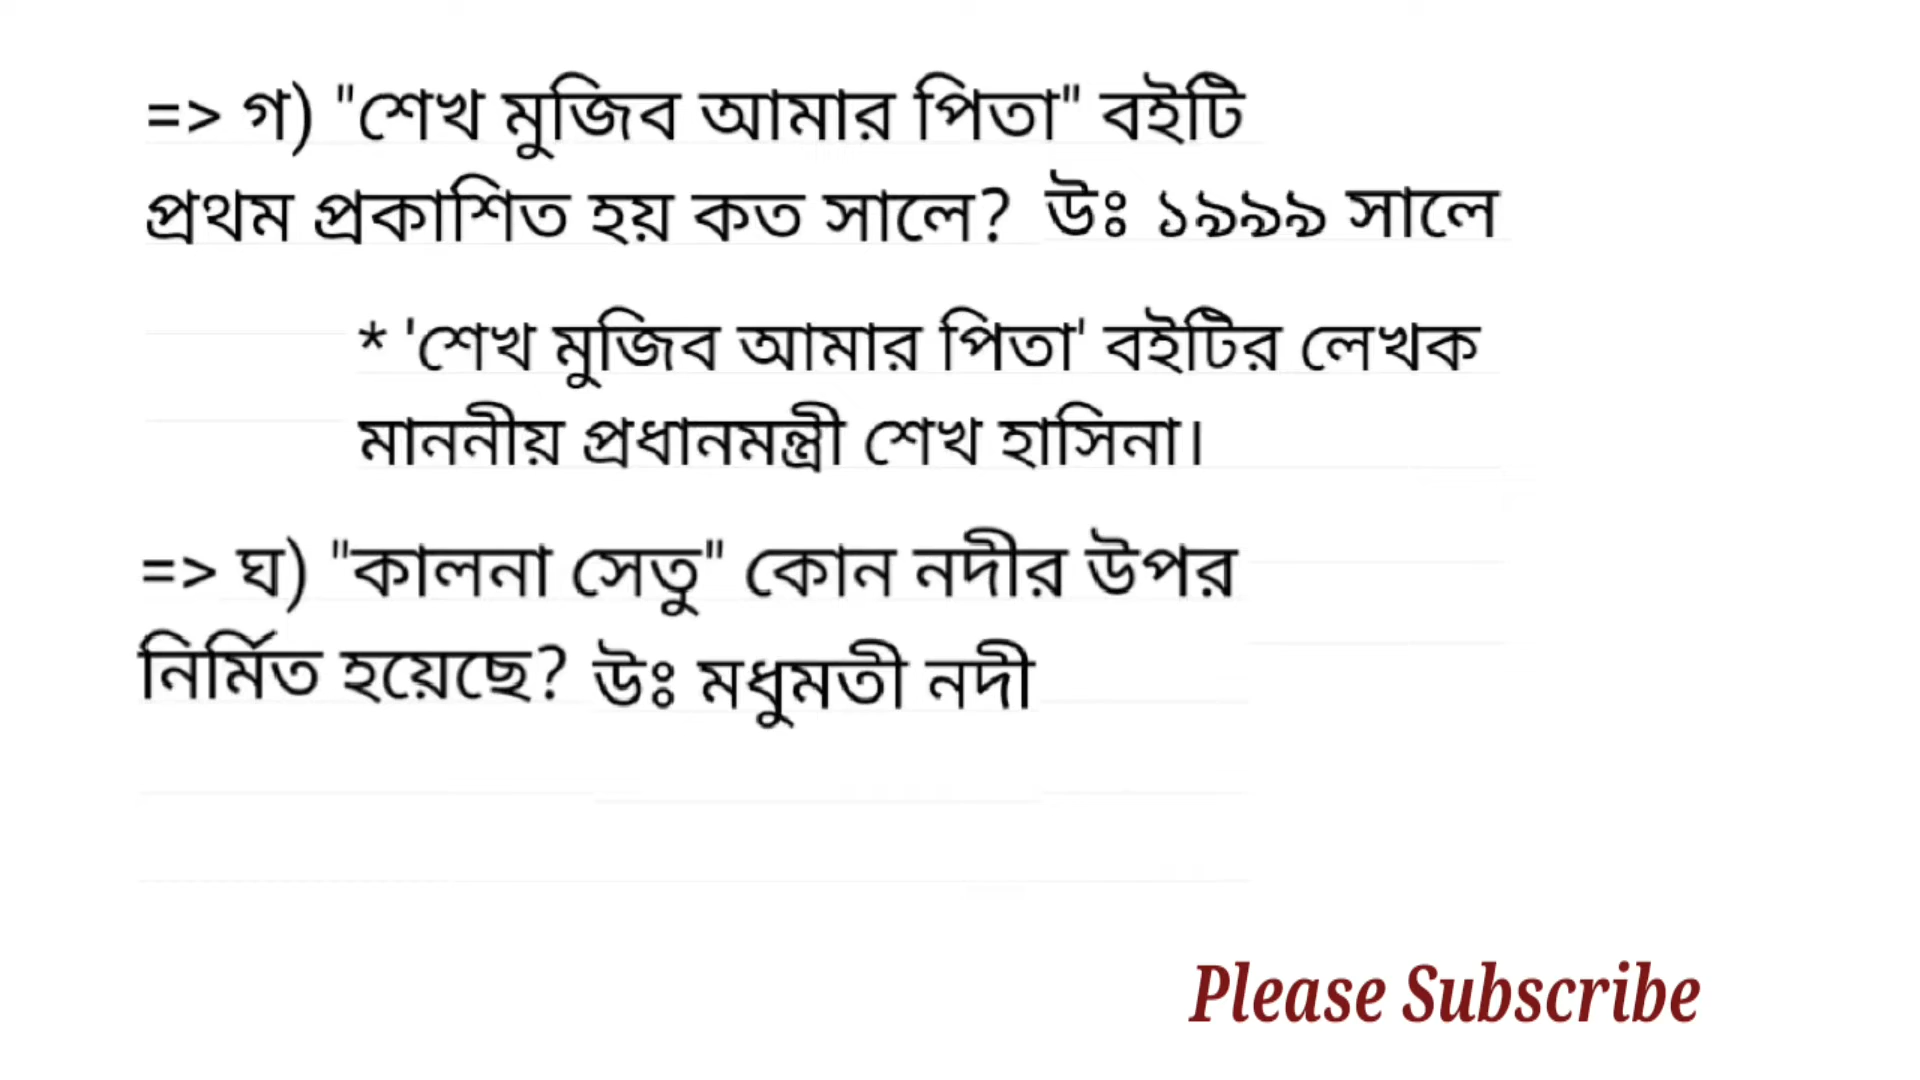 => গ) "শেখ মুজিব আমার পিতা" বইটি
প্রথম প্রকাশিত হয় কত সালে? উঃ ১৯৯৯ সালে
* 'শেখ মুজিব আমার পিতা' বইটির লেখক
মাননীয় প্রধানমন্ত্রী শেখ হাসিনা।
=> ঘ) "কালনা সেতু" কোন নদীর উপর
নির্মিত হয়েছে? উঃ মধুমতী নদী
Please Subscribe